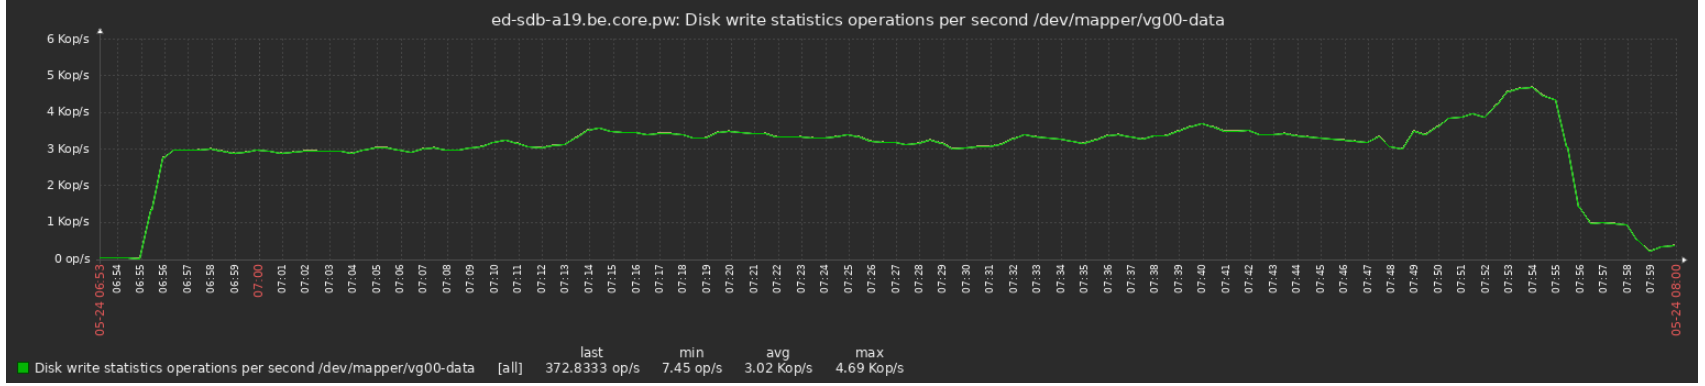 ed-sdb-a19.be.core.pw: Disk write statistics operations per second /dev/mapper/vg00-data
6 Kop/s
5 Kop/s
4 Kop/s
3 Kop/s
2 Kop/s
1 Kop/s
0 op/s
05-24 06:53 06:54 06:55 06:56 06:57 06:58 06:59 07:00 07:01 07:02 07:03 07:04 07:05 07:06 07:07 07:08 07:09 07:10 07:11 07:12 07:13 07:14 07:15 07:16 07:17 07:18 07:19 07:20 07:21 07:22 07:23 07:24 07:25 07:26 07:27 07:28 07:29 07:30 07:31 07:32 07:33 07:34 07:35 07:36 07:37 07:38 07:39 07:40 07:41 07:42 07:43 07:44 07:45 07:46 07:47 07:48 07:49 07:50 07:51 07:52 07:53 07:54 07:55 07:56 07:57 07:58 07:59 05-24 08:00
last min avg max
Disk write statistics operations per second /dev/mapper/vg00-data [all] 372.8333 op/s 7.45 op/s 3.02 Kop/s 4.69 Kop/s